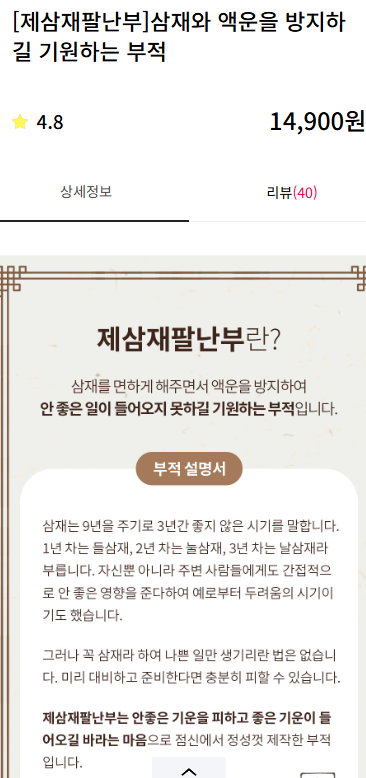 [제삼재팔난부]삼재와 액운을 방지하
길 기원하는 부적
4.8
14,900원
상세정보
리뷰(40)
제삼재팔난부란?
삼재를 면하게 해주면서 액운을 방지하여
안 좋은 일이 들어오지 못하길 기원하는 부적입니다.
부적 설명서
삼재는 9년을 주기로 3년간 좋지 않은 시기를 말합니다.
1년 차는 들삼재, 2년 차는 눌삼재, 3년 차는 날삼재라
부릅니다. 자신뿐 아니라 주변 사람들에게도 간접적으
로 안 좋은 영향을 준다하여 예로부터 두려움의 시기이
기도 했습니다.
그러나 꼭 삼재라 하여 나쁜 일만 생기리란 법은 없습니
다. 미리 대비하고 준비한다면 충분히 피할 수 있습니다.
제삼재팔난부는 안좋은 기운을 피하고 좋은 기운이 들
어오길 바라는 마음으로 점신에서 정성껏 제작한 부적
입니다.